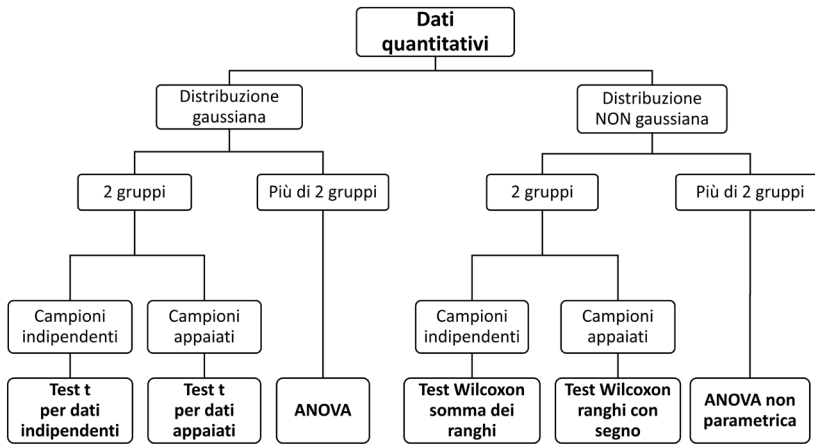 Dati
quantitativi
Distribuzione
gaussiana
Distribuzione
NON gaussiana
2 gruppi
Più di 2 gruppi
2 gruppi
Più di 2 gruppi
Campioni
indipendenti
Campioni
appaiati
Campioni
indipendenti
Campioni
appaiati
Test t
per dati
indipendenti
Test t
per dati
appaiati
ANOVA
Test Wilcoxon
somma dei
ranghi
Test Wilcoxon
ranghi con
segno
ANOVA non
parametrica